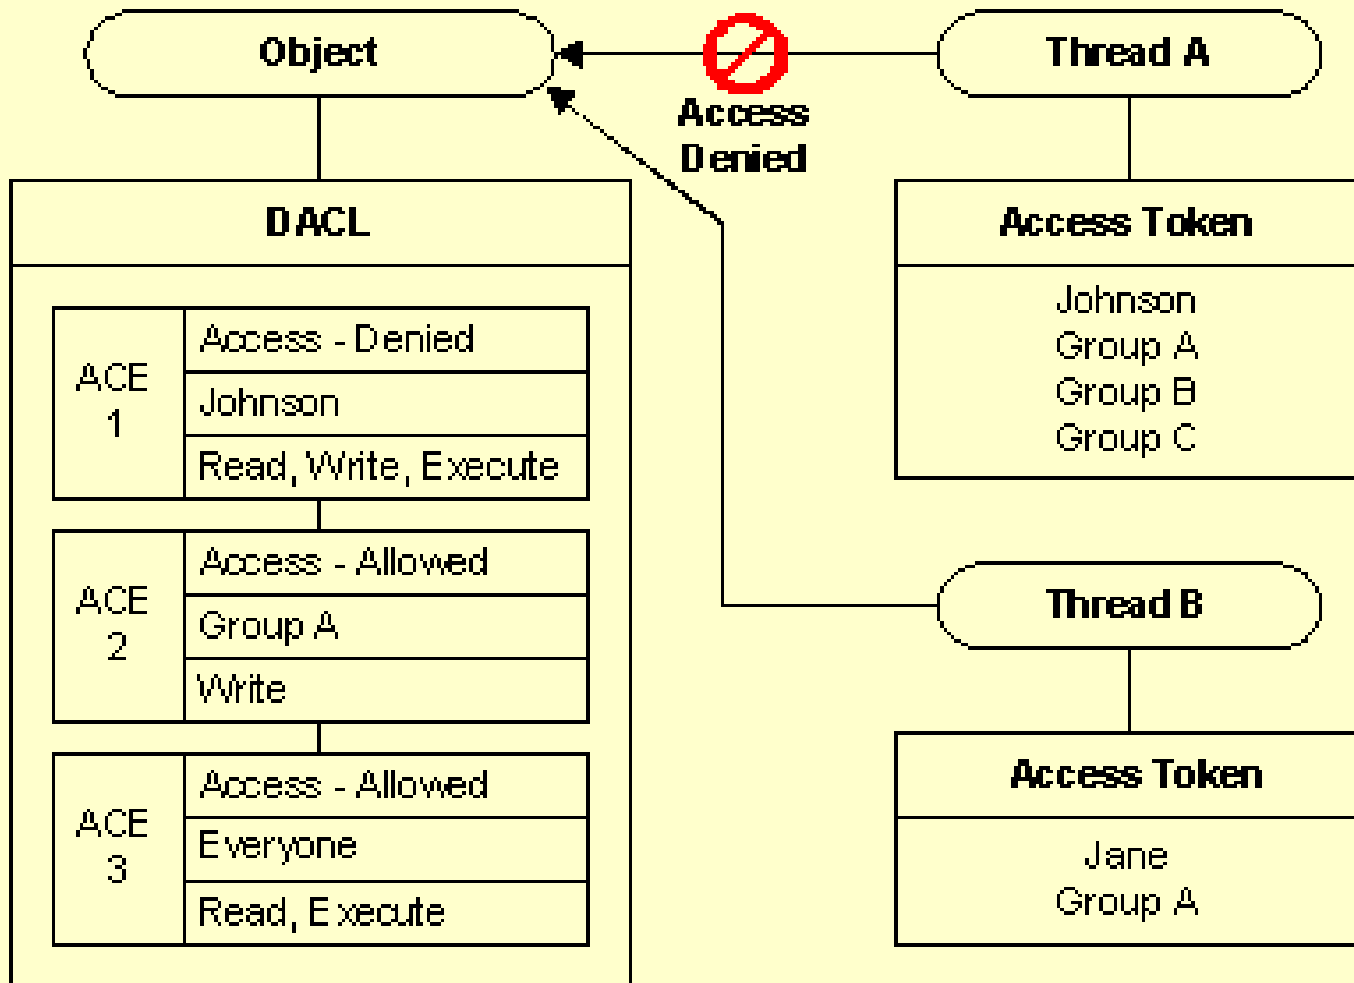 Object
Thread A
Access
Denied
DACL
ACE
1
Access - Denied
Johnson
Read, Write, Execute
ACE
2
Access - Allowed
Group A
Write
ACE
3
Access - Allowed
Everyone
Read, Execute
Access Token
Johnson
Group A
Group B
Group C
Thread B
Access Token
Jane
Group A